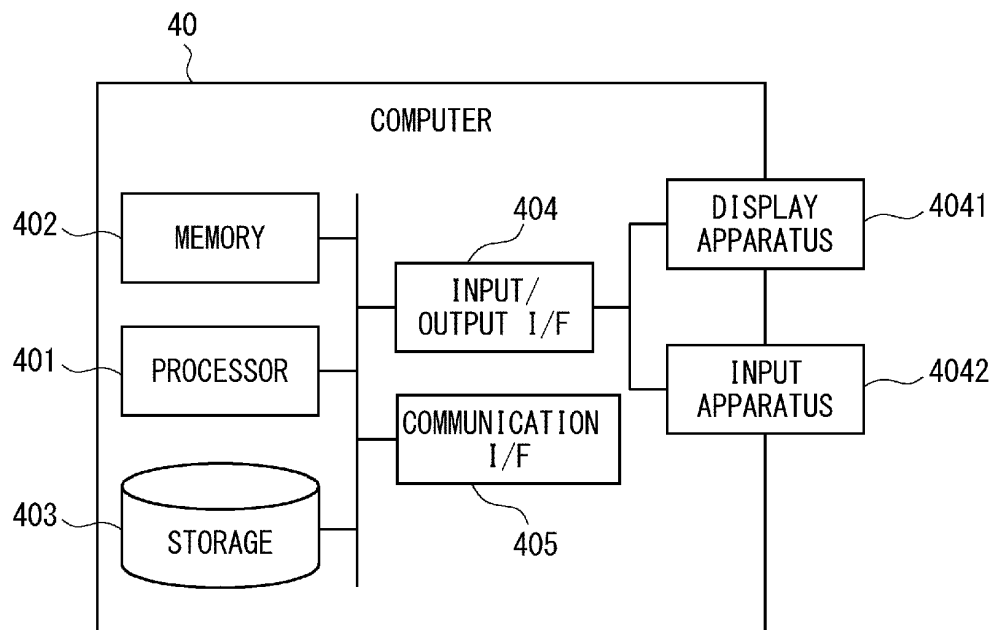 40
COMPUTER
402
MEMORY
404
DISPLAY
APPARATUS
4041
INPUT/
OUTPUT I/F
401
PROCESSOR
INPUT
APPARATUS
4042
COMMUNICATION
I/F
403
STORAGE
405